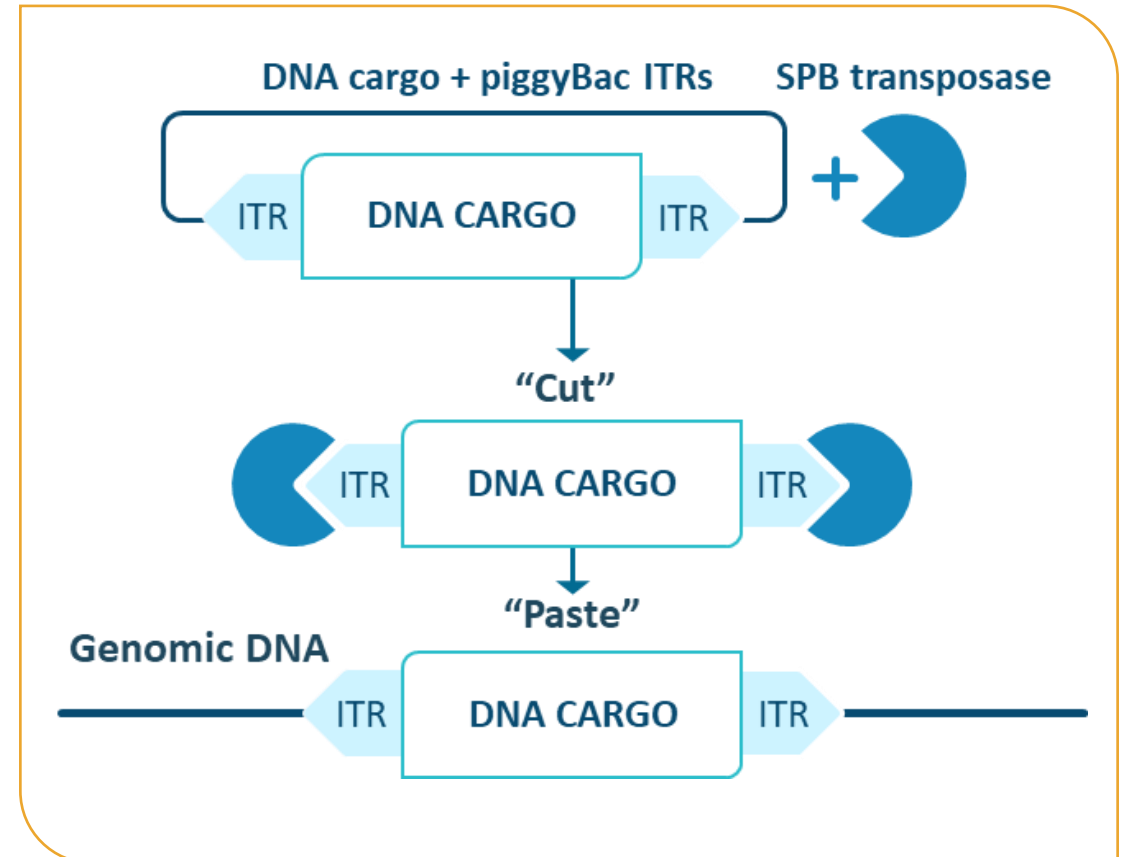 DNA cargo + piggyBac ITRs
SPB transposase
ITR
DNA CARGO
ITR
+
“Cut”
ITR
DNA CARGO
ITR
“Paste”
Genomic DNA
ITR
DNA CARGO
ITR